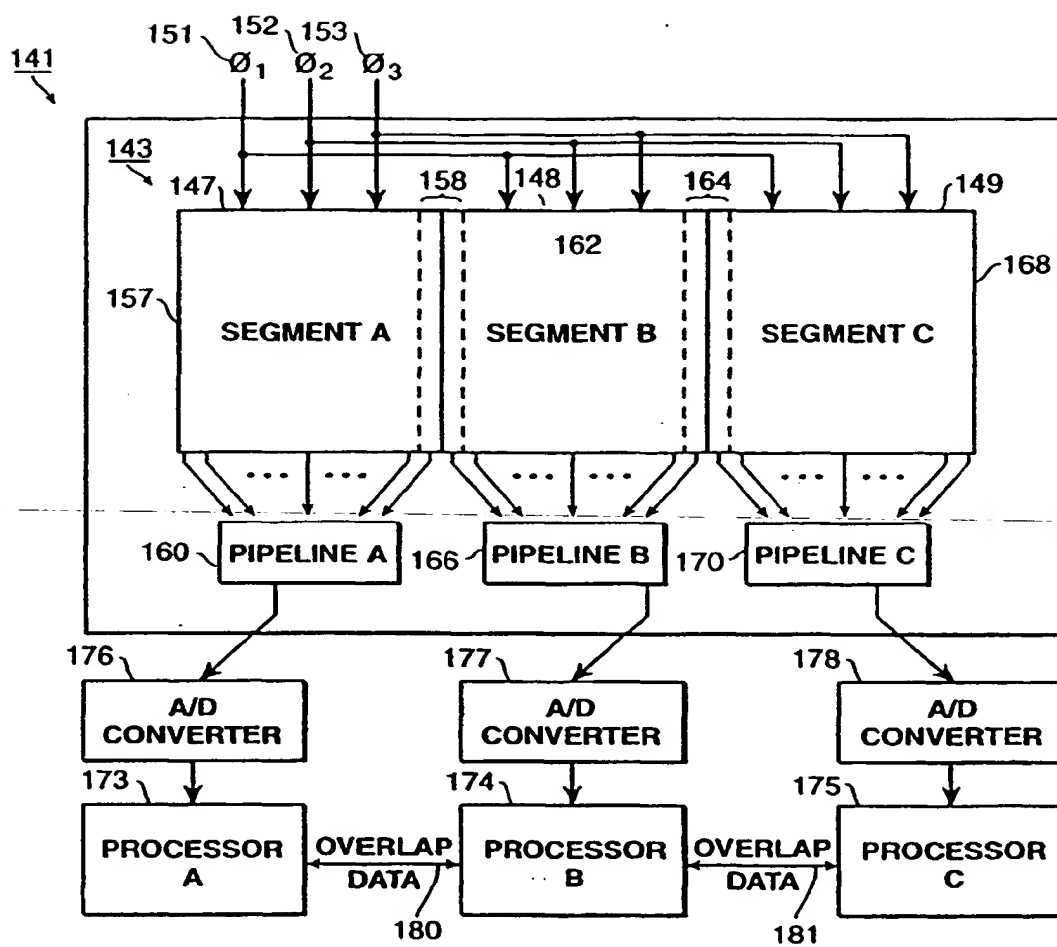 152 153
151
141
Ø1 Ø2 Ø3
143
147 158 148 164 149
162
157 168
SEGMENT A SEGMENT B SEGMENT C
••• ••• ••• ••• ••• •••
160 PIPELINE A 166 PIPELINE B 170 PIPELINE C
176 177 178
A/D CONVERTER A/D CONVERTER A/D CONVERTER
173 174 175
PROCESSOR A OVERLAP DATA PROCESSOR B OVERLAP DATA PROCESSOR C
180 181